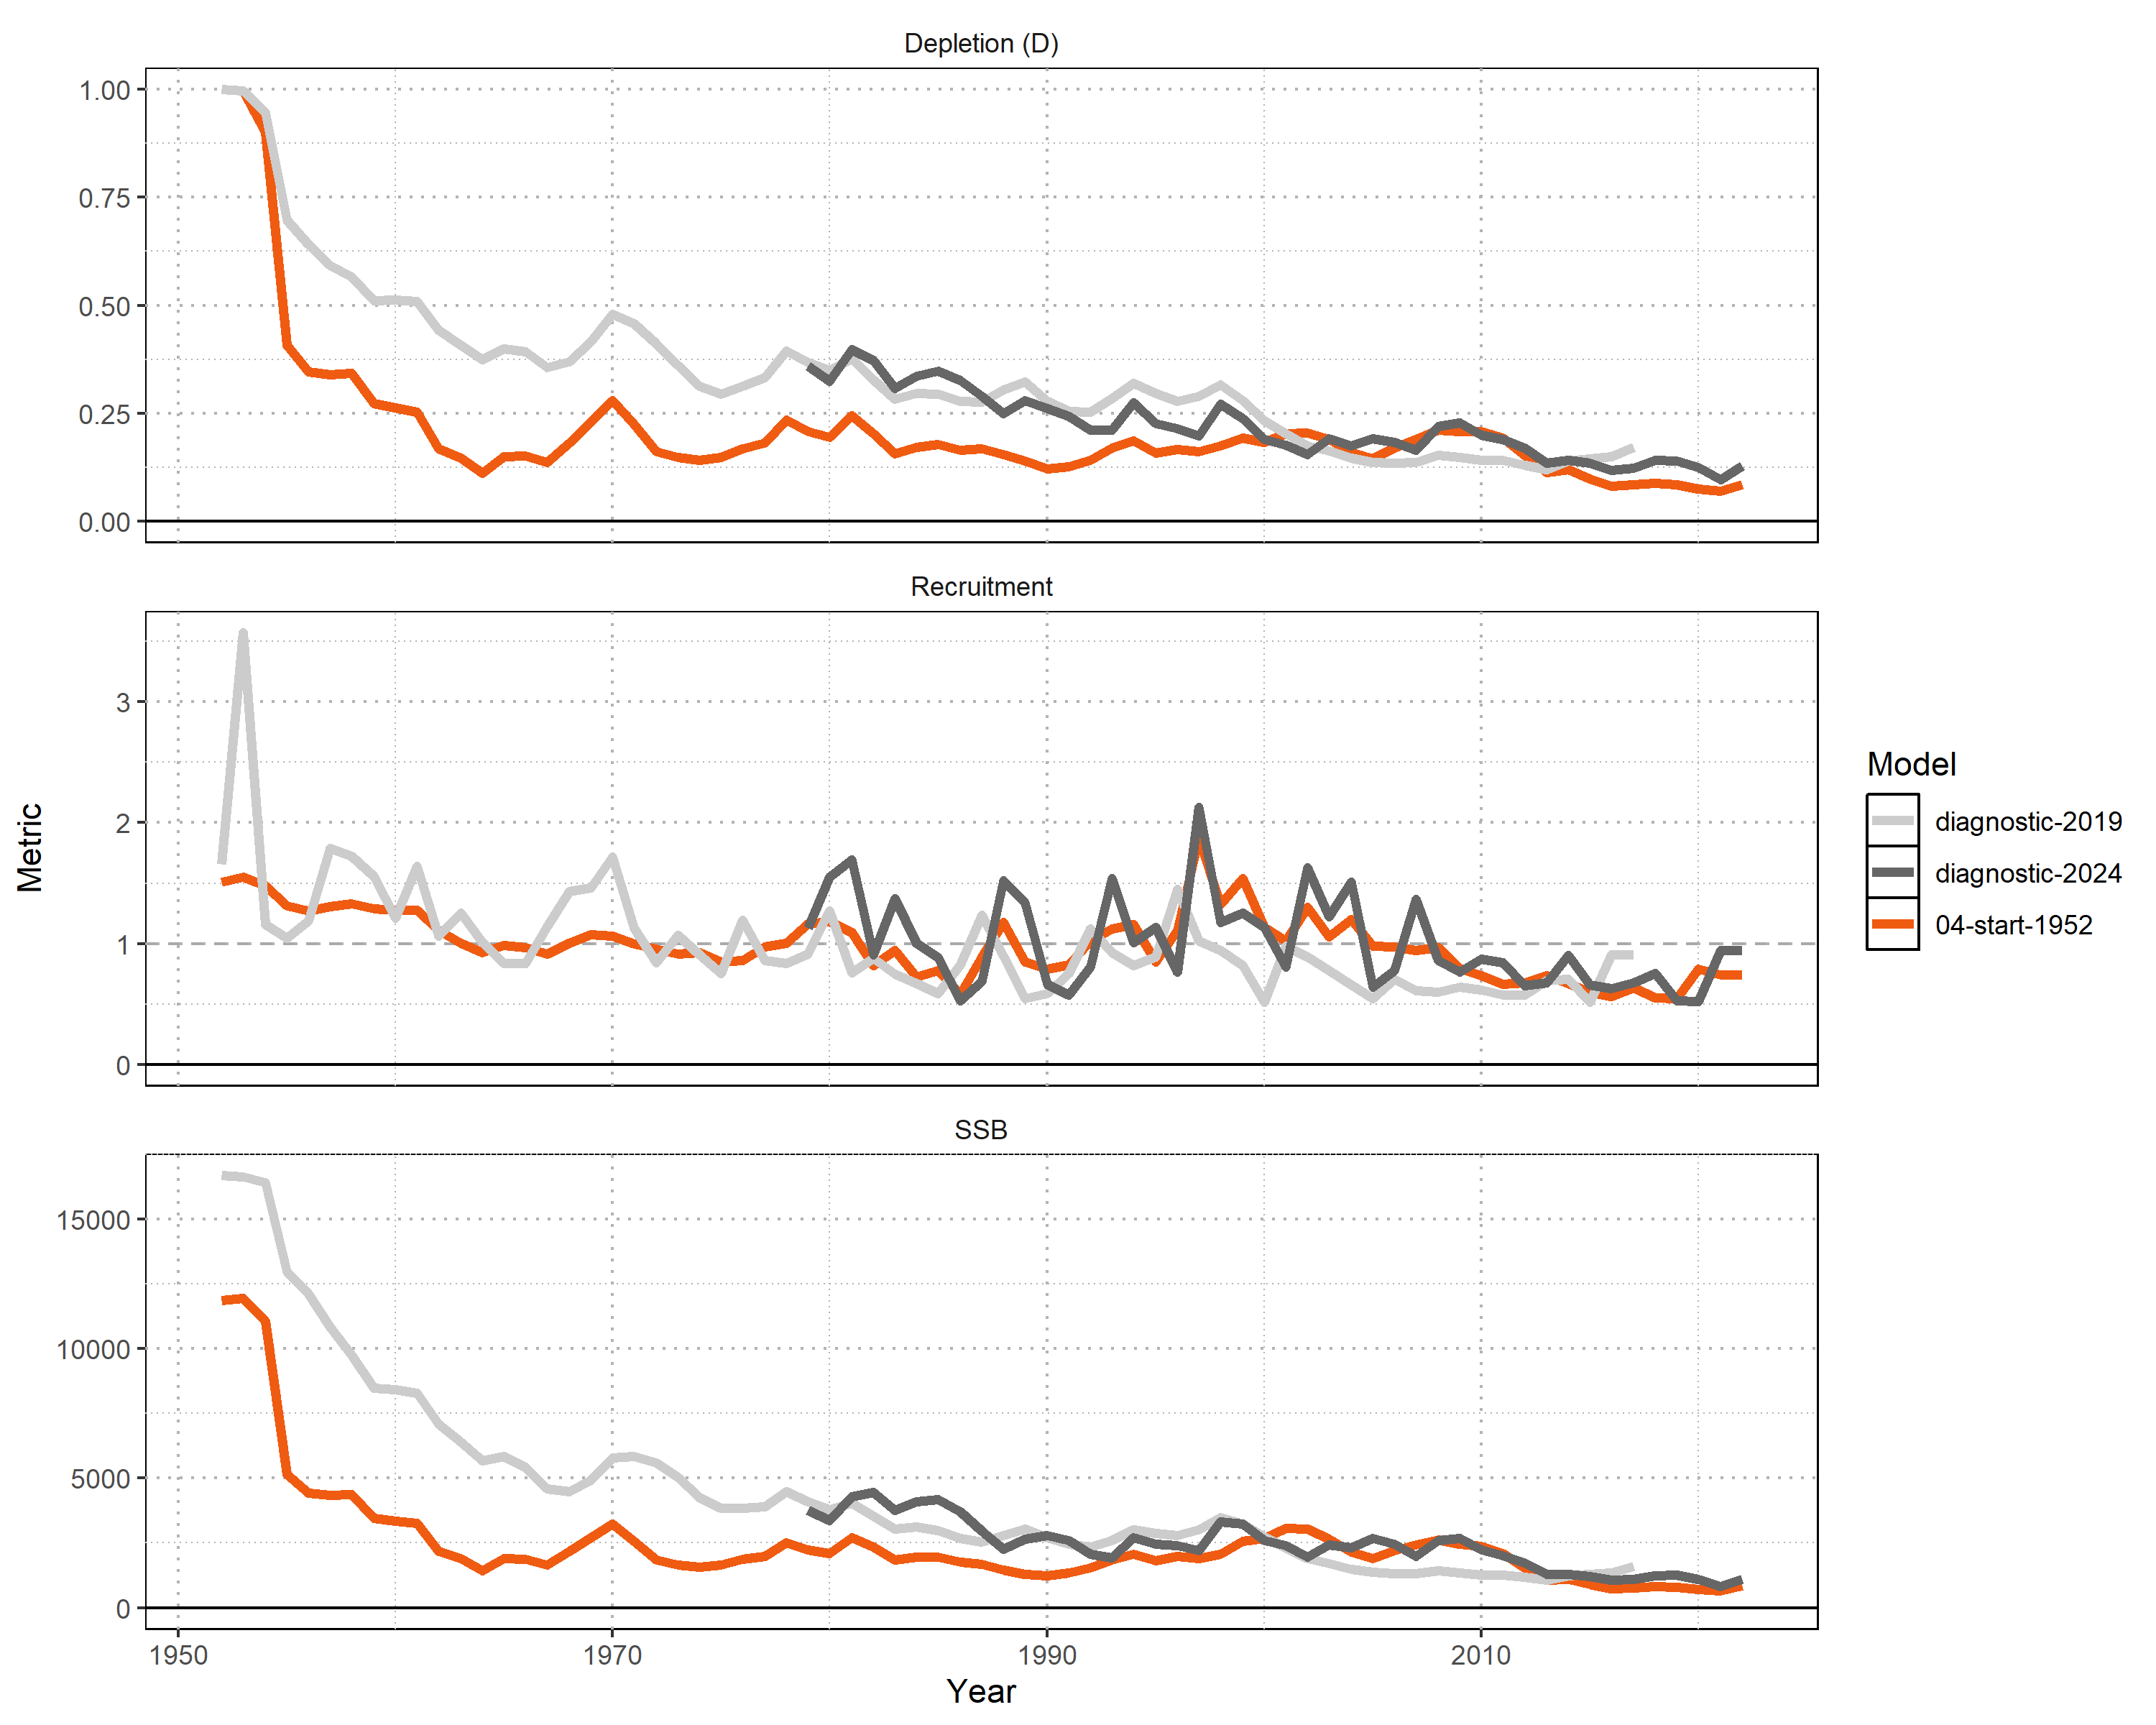 Depletion (D)
1.00
0.75
0.50
0.25
0.00
Recruitment
3
2
1
0
Metric
SSB
15000
10000
5000
0
1950 1970 1990 2010
Year
Model
diagnostic-2019
diagnostic-2024
04-start-1952